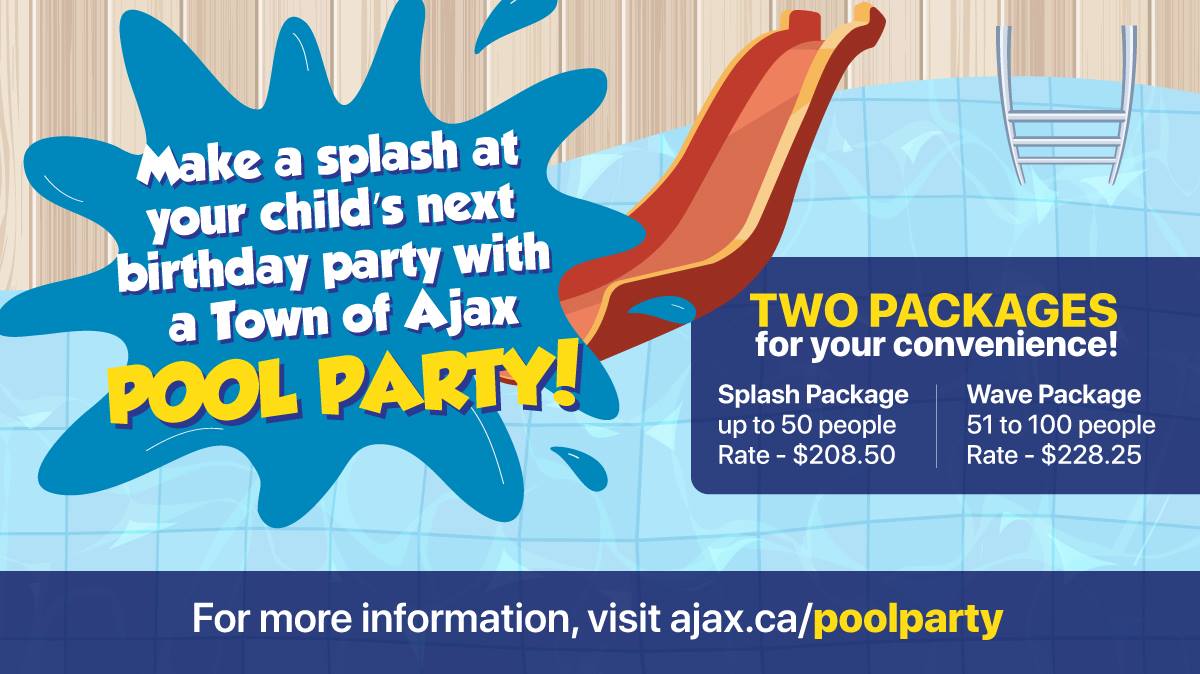 Make a splash at
your child's next
birthday party with
a Town of Ajax
POOL PARTY!
TWO PACKAGES
for your convenience!
Splash Package
up to 50 people
Rate - $208.50
Wave Package
51 to 100 people
Rate - $228.25
For more information, visit ajax.ca/poolparty